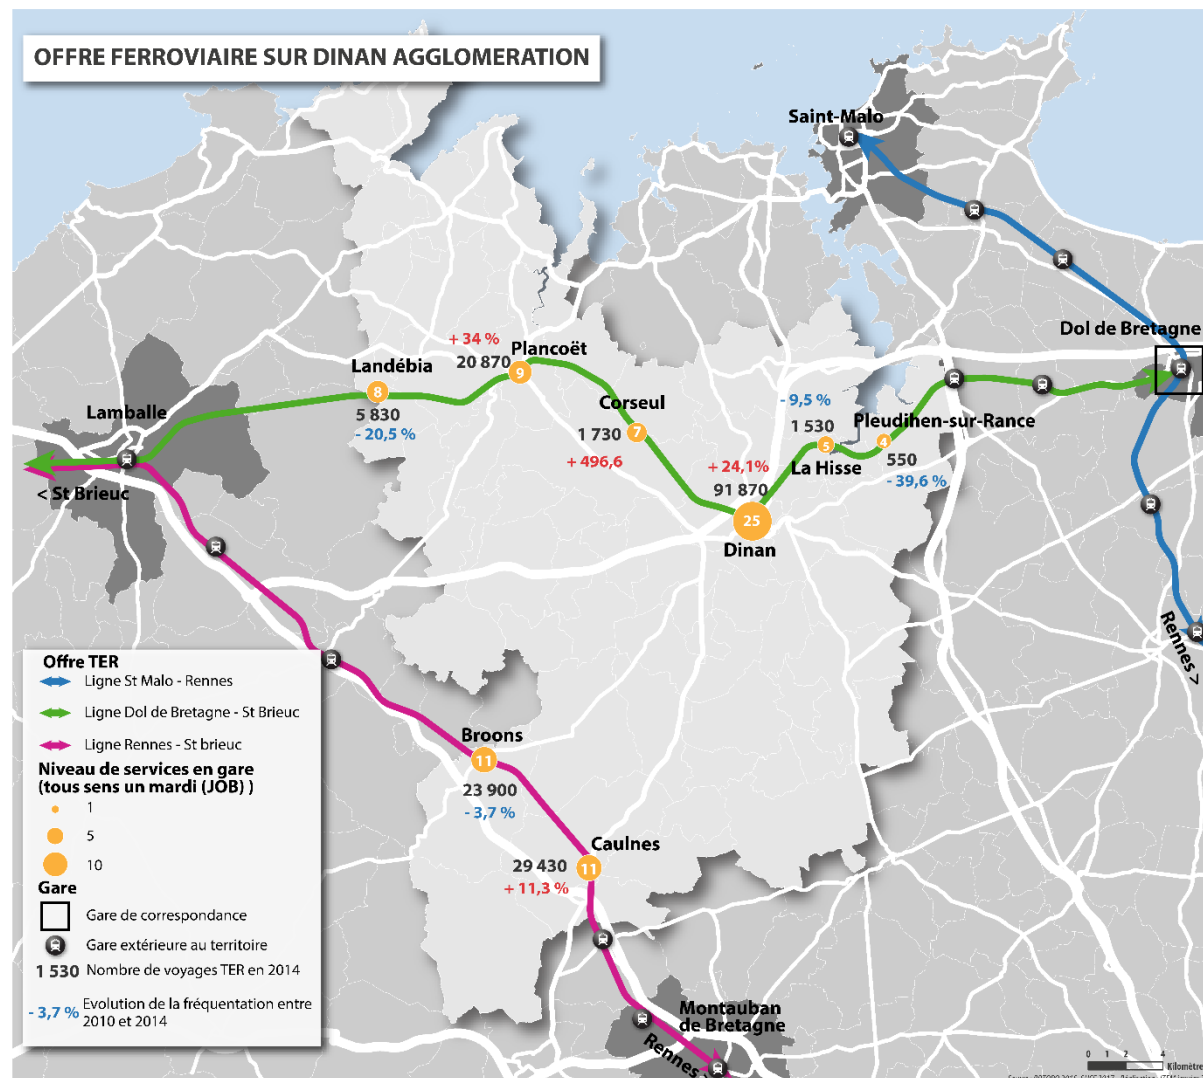 OFFRE FERROVIAIRE SUR DINAN AGGLOMERATION
Saint-Malo
Dol de Bretagne
+ 34 %
20 870
Plancoët
9
Landébia
8
5 830
- 20,5 %
Corseul
1 730
7
+ 496,6
- 9,5 %
1 530
5
La Hisse
Pleudihen-sur-Rance
4
550
- 39,6 %
+ 24,1%
91 870
25
Dinan
Lamballe
< St Brieuc
Rennes >
Broons
11
23 900
- 3,7 %
Caulnes
29 430
11
+ 11,3 %
Montauban
de Bretagne
Rennes >
Offre TER
Ligne St Malo - Rennes
Ligne Dol de Bretagne - St Brieuc
Ligne Rennes - St brieuc
Niveau de services en gare
(tous sens un mardi (JOB) )
1
5
10
Gare
Gare de correspondance
Gare extérieure au territoire
1 530 Nombre de voyages TER en 2014
- 3,7 % Evolution de la fréquentation entre
2010 et 2014
0 1 2 4
Kilomètre